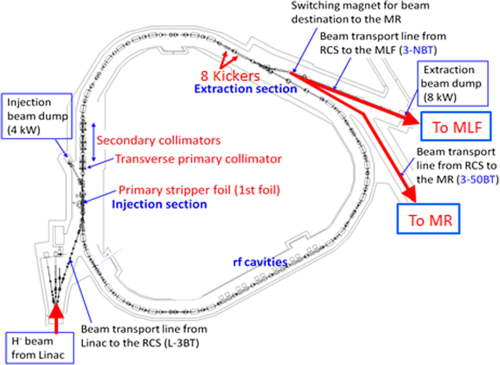 Switching magnet for beam
destination to the MR
Beam transport line from
RCS to the MLF (3-NBT)
8 Kickers
Extraction section
Extraction
beam dump
(8 kW)
To MLF
Injection
beam dump
(4 kW)
Secondary collimators
Transverse primary collimator
Beam transport
line from RCS to
the MR (3-50BT)
Primary stripper foil (1st foil)
Injection section
To MR
rf cavities
Beam transport line from
Linac to the RCS (L-3BT)
H⁻ beam
from Linac